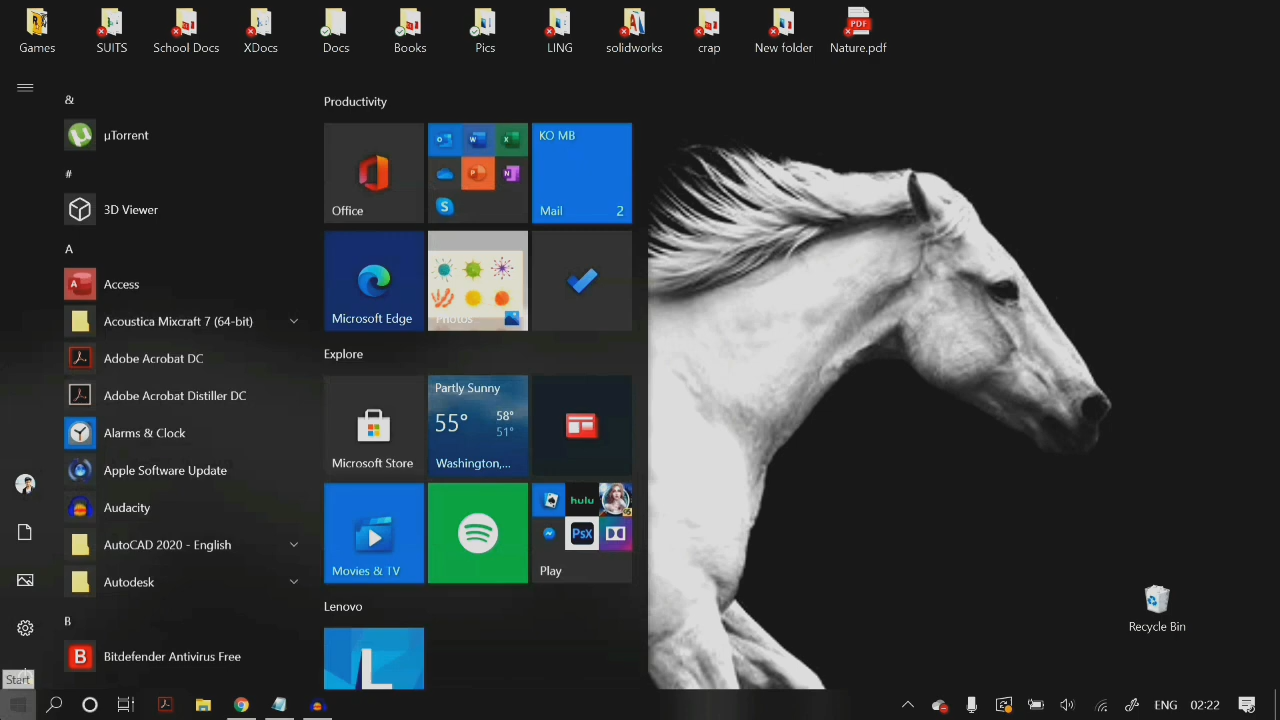 Games
SUITS
School Docs
XDocs
Docs
Books
Pics
LING
solidworks
crap
New folder
PDF
Nature.pdf
&
µTorrent
#
3D Viewer
A
Access
Acoustica Mixcraft 7 (64-bit)
Adobe Acrobat DC
Adobe Acrobat Distiller DC
Alarms & Clock
Apple Software Update
Audacity
AutoCAD 2020 - English
Autodesk
B
B
Bitdefender Antivirus Free
Start
Productivity
Office
KO MB
Mail
2
Microsoft Edge
Photos
Explore
Microsoft Store
Partly Sunny
55°
58°
51°
Washington,...
Movies & TV
hulu
PsX
Play
Lenovo
L
Recycle Bin
ENG
02:22